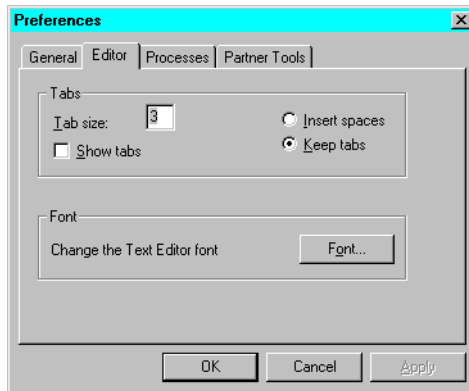 Preferences
General Editor Processes Partner Tools
Tabs
Tab size: 3 Insert spaces
Show tabs Keep tabs
Font
Change the Text Editor font Font...
OK Cancel Apply